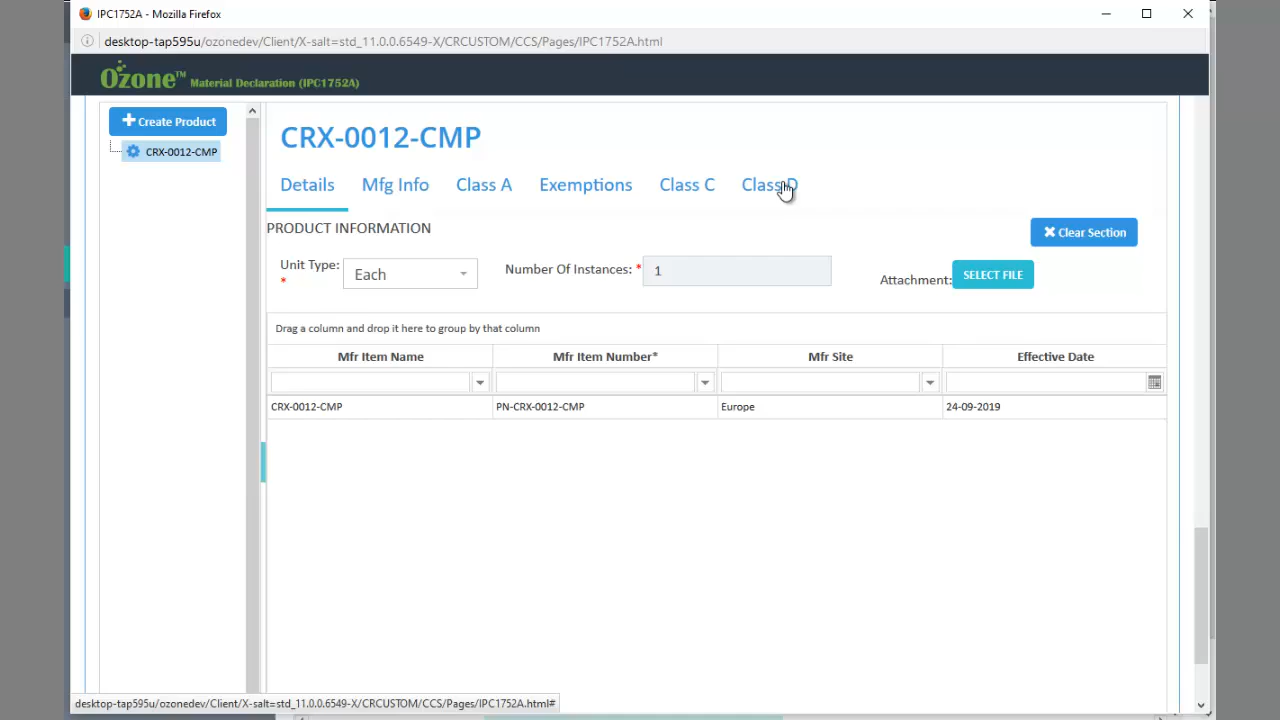 IPC1752A - Mozilla Firefox
desktop-tap595u/ozonedev/Client/X-salt=std_11.0.0.6549-X/CRCUSTOM/CCS/Pages/IPC1752A.html
Ozone™ Material Declaration (IPC1752A)
Create Product
CRX-0012-CMP
CRX-0012-CMP
Details Mfg Info Class A Exemptions Class C Class D
PRODUCT INFORMATION
Clear Section
Unit Type: * Each Number Of Instances: * 1 Attachment: SELECT FILE
Drag a column and drop it here to group by that column
Mfr Item Name Mfr Item Number* Mfr Site Effective Date
CRX-0012-CMP PN-CRX-0012-CMP Europe 24-09-2019
desktop-tap595u/ozonedev/Client/X-salt=std_11.0.0.6549-X/CRCUSTOM/CCS/Pages/IPC1752A.html#